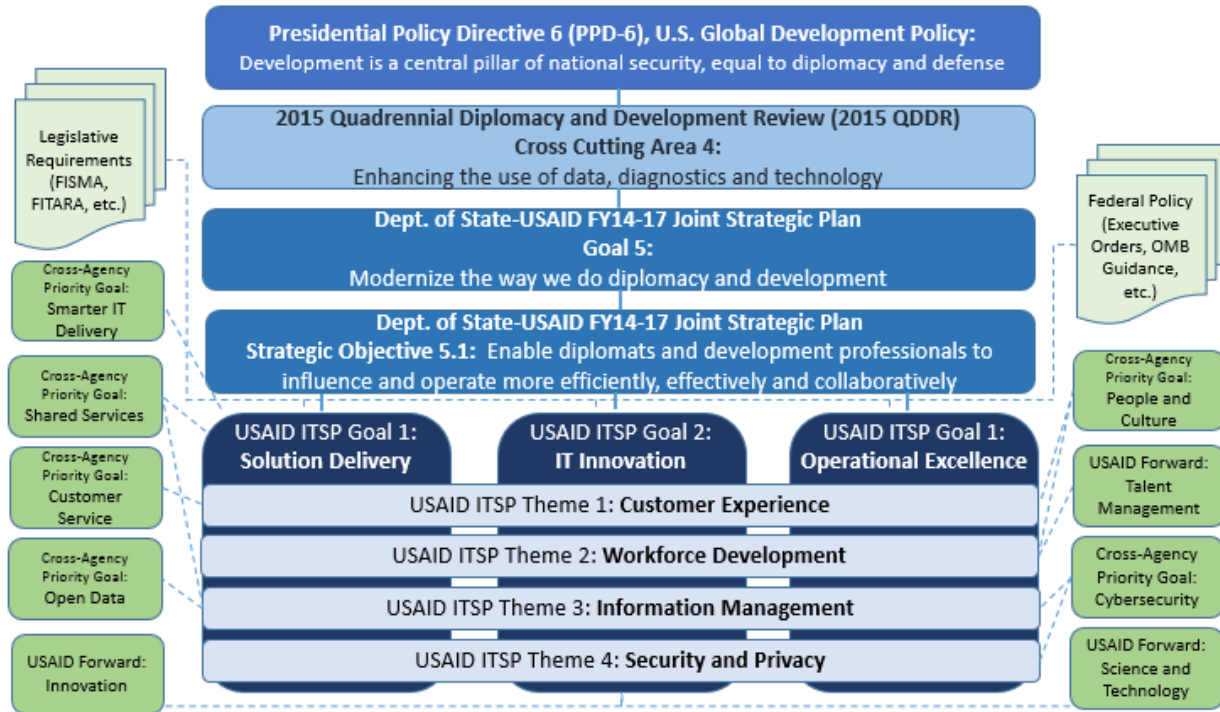 Presidential Policy Directive 6 (PPD-6), U.S. Global Development Policy:
Development is a central pillar of national security, equal to diplomacy and defense
2015 Quadrennial Diplomacy and Development Review (2015 QDDR)
Cross Cutting Area 4:
Enhancing the use of data, diagnostics and technology
Dept. of State-USAID FY14-17 Joint Strategic Plan
Goal 5:
Modernize the way we do diplomacy and development
Dept. of State-USAID FY14-17 Joint Strategic Plan
Strategic Objective 5.1: Enable diplomats and development professionals to
influence and operate more efficiently, effectively and collaboratively
Legislative
Requirements
(FISMA,
FITARA, etc.)
Cross-Agency
Priority Goal:
Smarter IT
Delivery
Cross-Agency
Priority Goal:
Shared Services
Cross-Agency
Priority Goal:
Customer
Service
Cross-Agency
Priority Goal:
Open Data
USAID Forward:
Innovation
USAID ITSP Goal 1:
Solution Delivery
USAID ITSP Goal 2:
IT Innovation
USAID ITSP Goal 1:
Operational Excellence
USAID ITSP Theme 1: Customer Experience
USAID ITSP Theme 2: Workforce Development
USAID ITSP Theme 3: Information Management
USAID ITSP Theme 4: Security and Privacy
Federal Policy
(Executive
Orders, OMB
Guidance,
etc.)
Cross-Agency
Priority Goal:
People and
Culture
USAID Forward:
Talent
Management
Cross-Agency
Priority Goal:
Cybersecurity
USAID Forward:
Science and
Technology